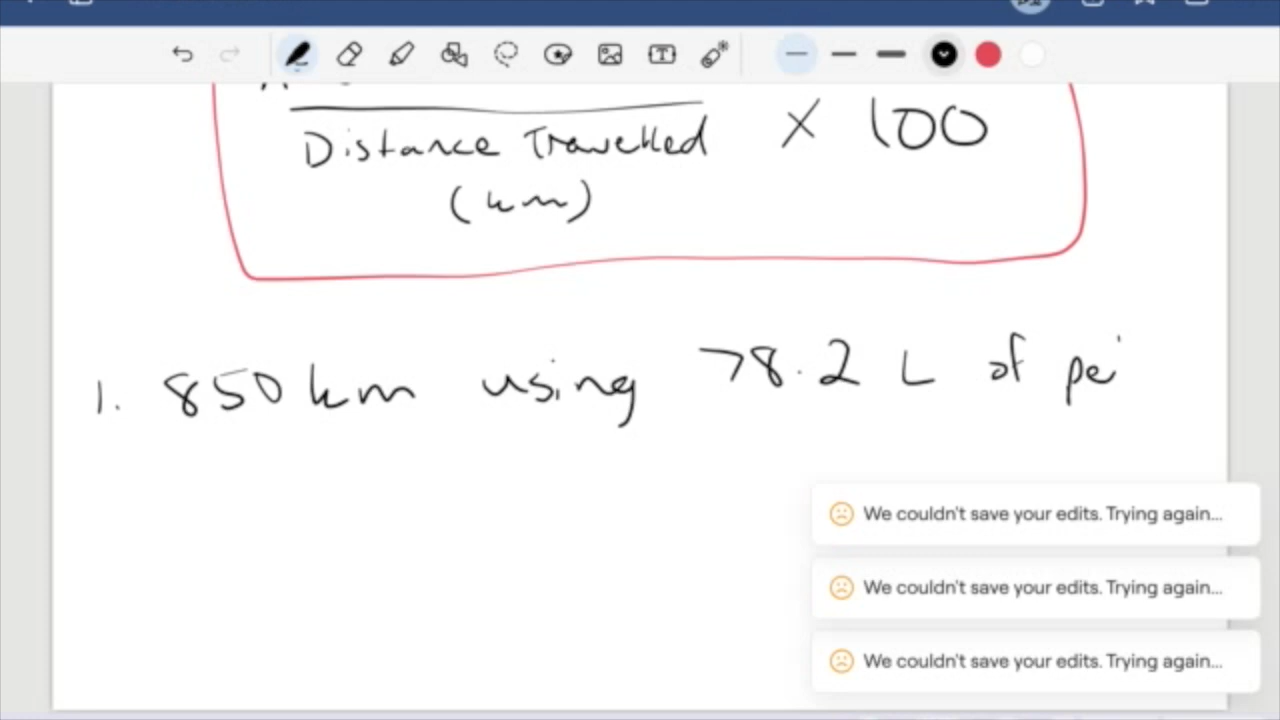 Distance Travelled × 100
(km)
1. 850 km using 78.2 L of pe
We couldn't save your edits. Trying again...
We couldn't save your edits. Trying again...
We couldn't save your edits. Trying again...